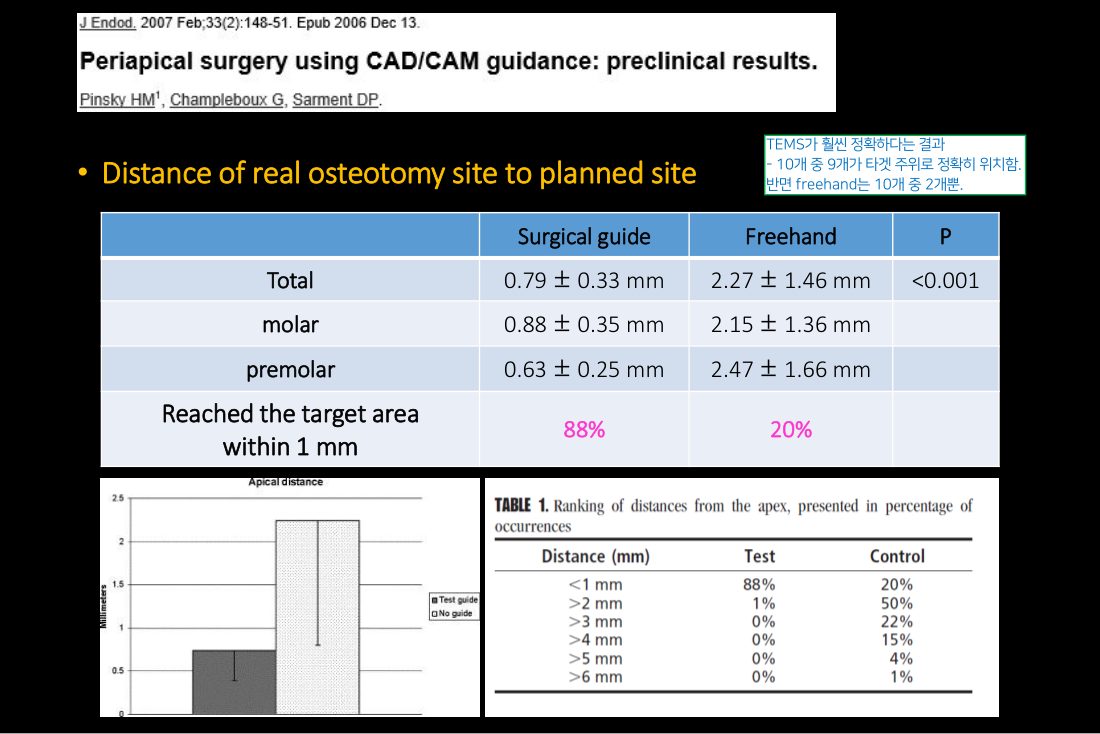 J Endod. 2007 Feb;33(2):148-51. Epub 2006 Dec 13.
Periapical surgery using CAD/CAM guidance: preclinical results.
Pinsky HM1, Champleboux G, Sarment DP.
TEMS가 훨씬 정확하다는 결과
- 10개 중 9개가 타겟 주위로 정확히 위치함.
반면 freehand는 10개 중 2개뿐.
• Distance of real osteotomy site to planned site
Surgical guide Freehand P
Total 0.79 ± 0.33 mm 2.27 ± 1.46 mm <0.001
molar 0.88 ± 0.35 mm 2.15 ± 1.36 mm
premolar 0.63 ± 0.25 mm 2.47 ± 1.66 mm
Reached the target area
within 1 mm 88% 20%
Apical distance
Millimeters
2.5
2
1.5
1
0.5
0
Test guide
No guide
TABLE 1. Ranking of distances from the apex, presented in percentage of
occurrences
Distance (mm) Test Control
<1 mm 88% 20%
>2 mm 1% 50%
>3 mm 0% 22%
>4 mm 0% 15%
>5 mm 0% 4%
>6 mm 0% 1%